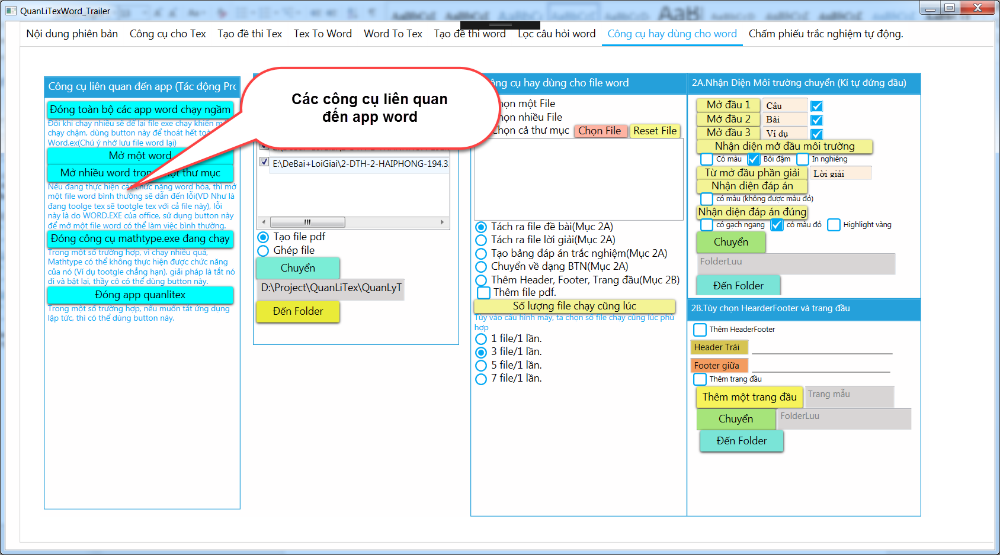 QuanLiTexWord_Trailer
Nội dung phiên bản
Công cụ cho Tex
Tạo đề thi Tex
Tex To Word
Word To Tex
Tạo đề thi word
Lọc câu hỏi word
Công cụ hay dùng cho word
Chấm phiếu trắc nghiệm tự động.
Công cụ liên quan đến app (Tác động Prc
Đóng toàn bộ các app word chạy ngầm
Đôi khi chạy nhiều sẽ để lại file exe chạy khiến m
chạy chậm, dùng button này để thoát hết to
Word.ex(Chú ý nhớ lưu file word lại)
Mở một word
Mở nhiều word trong một thư mục
Nếu đang thực hiện các chức năng word hóa, thì mở
một file word bình thường sẽ dẫn đến lỗi(VD Như là
đang toolge tex sẽ tootgle tex với cả file này), lỗi
này là do WORD.EXE của office, sử dụng button này
để mở một file word có thể làm việc bình thường.
Đóng công cụ mathtype.exe đang chạy
Trong một số trường hợp, vì chạy nhiều quá,
Mathtype có thể không thực hiện được chức năng
của nó (Ví dụ tootgle chẳng hạn), giải pháp là tắt nó
đi và bật lại, thầy cô có thể dùng button này.
Đóng app quanlitex
Trong một số trường hợp, nếu muốn tắt ứng dụng
lập tức, thì có thể dùng button này.
Các công cụ liên quan
đến app word
E:\DeBai+LoiGiai\2-DTH-2-HAIPHONG-194.3
Tạo file pdf
Ghép file
Chuyển
D:\Project\QuanLiTex\QuanLyT
Đến Folder
ông cụ hay dùng cho file word
họn một File
họn nhiều File
Chọn cả thư mục
Chọn File
Reset File
Tách ra file đề bài(Mục 2A)
Tách ra file lời giải(Mục 2A)
Tạo bảng đáp án trắc nghiệm(Mục 2A)
Chuyển về dạng BTN(Mục 2A)
Thêm Header, Footer, Trang đầu(Mục 2B)
Thêm file pdf.
Số lượng file chạy cũng lúc
Tùy vào cấu hình máy, ta chọn số file chạy cũng lúc phù
hợp
1 file/1 lần.
3 file/1 lần.
5 file/1 lần.
7 file/1 lần.
2A.Nhận Diện Môi trường chuyển (Kí tự đứng đầu)
Mở đầu 1
Câu
Mở đầu 2
Bài
Mở đầu 3
Ví dụ
Nhận diện mở đầu môi trường
Có màu
Bôi đậm
In nghiêng
Từ mở đầu phần giải
Lời giải
Nhận diện đáp án
có màu (không được màu đỏ)
Nhận diện đáp án đúng
có gạch ngang
có màu đỏ
Highlight vàng
Chuyển
FolderLuu
Đến Folder
2B.Tùy chọn HearderFooter và trang đầu
Thêm HeaderFooter
Header Trái
Footer giữa
Thêm trang đầu
Thêm một trang đầu
Trang mẫu
Chuyển
FolderLuu
Đến Folder